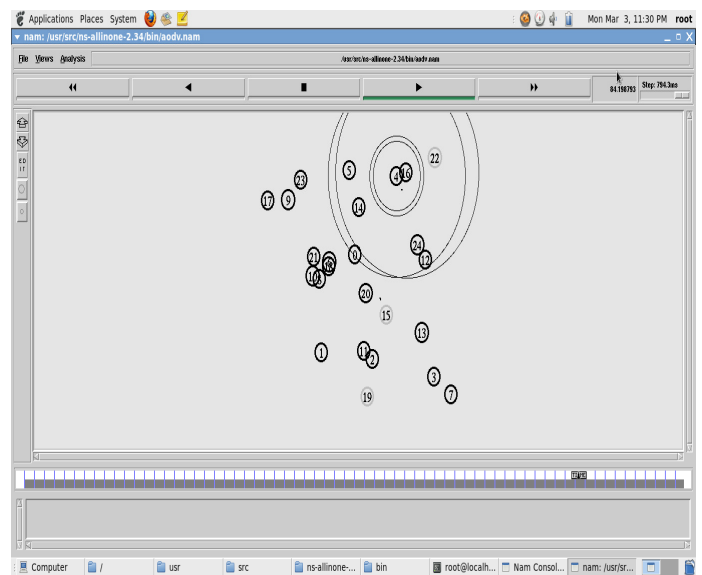 Applications Places System
Mon Mar 3, 11:30 PM root
nam: /usr/src/ns-allinone-2.34/bin/aodv.nam
File Views Analysis
/usr/src/ns-allinone-2.34/bin/aodv.nam
84.198793
Step: 794.3ms
ED
IT
22
5
4
16
23
17
9
14
24
21
0
12
20
15
13
1
11
2
3
7
19
TIME
Computer
/
usr
src
ns-allinone-...
bin
root@localh...
Nam Consol...
nam: /usr/sr...